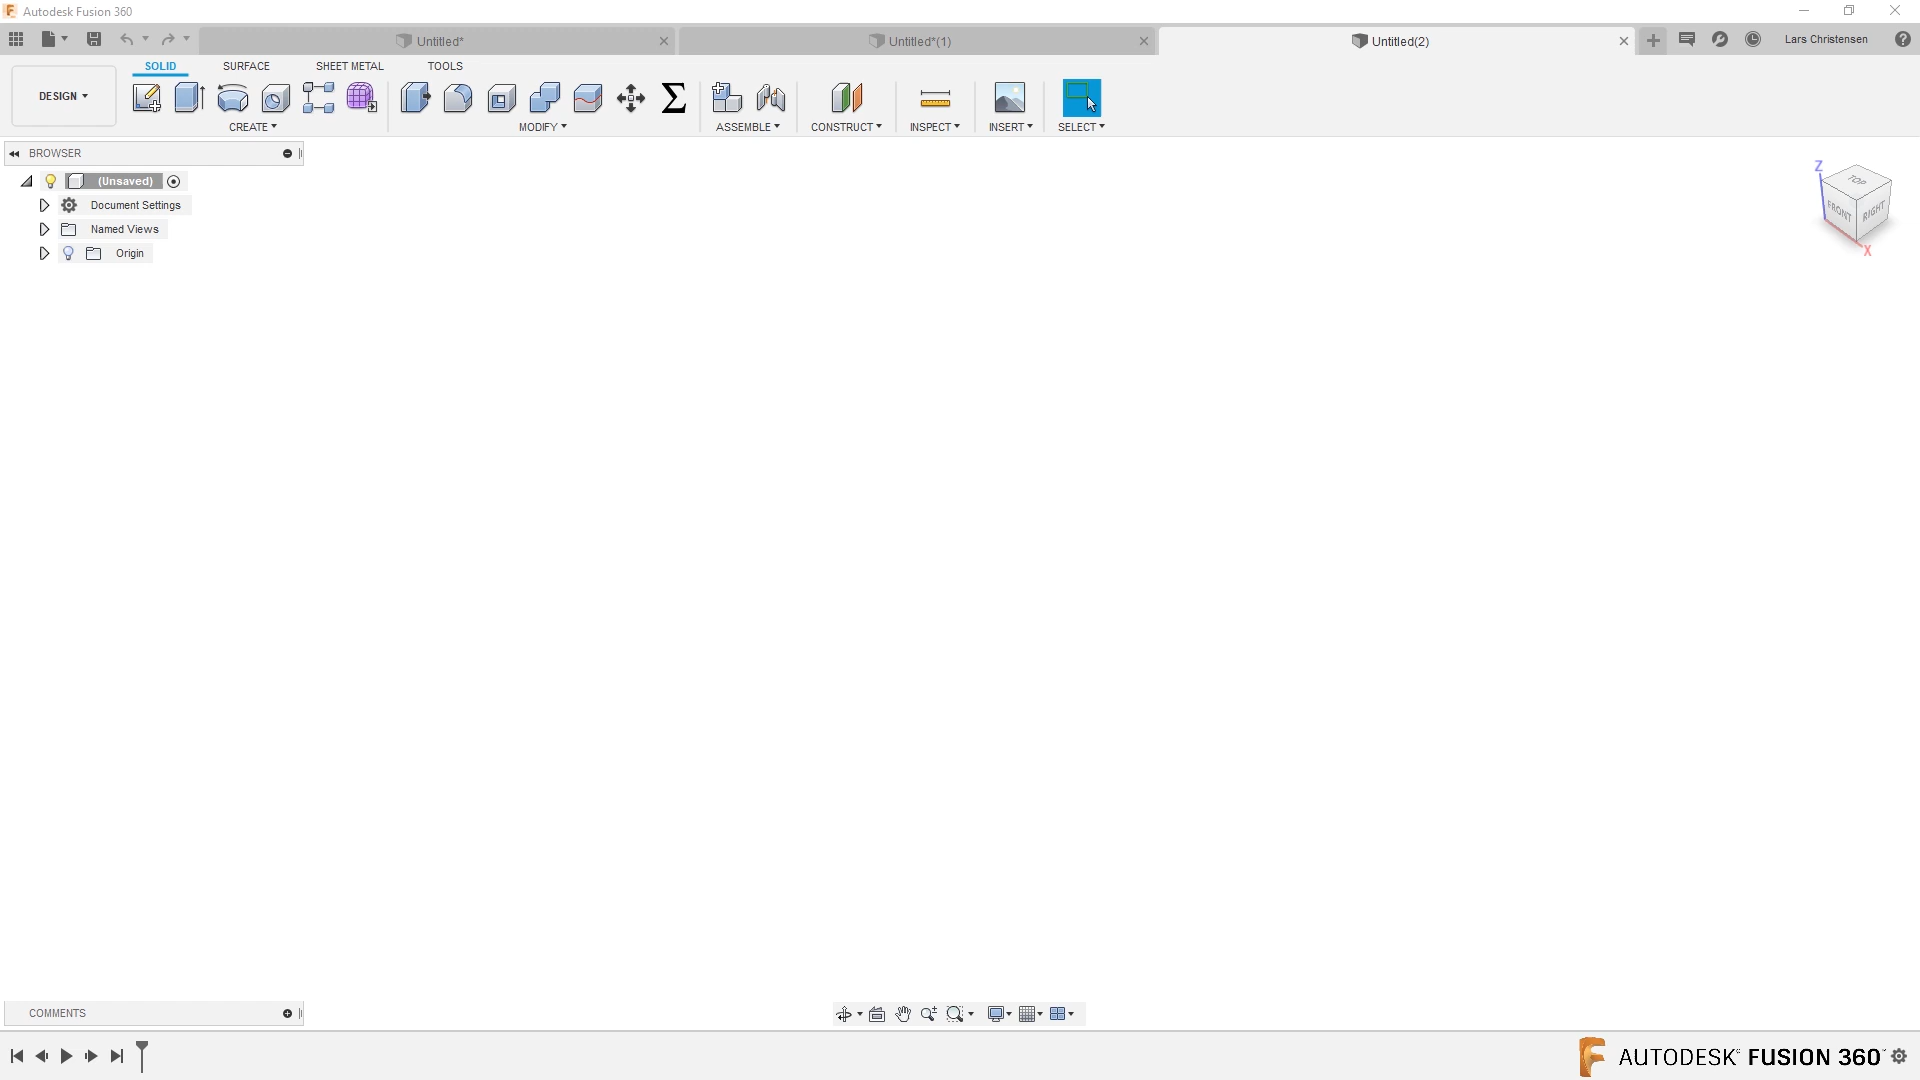 Autodesk Fusion 360
Untitled*
Untitled*(1)
Untitled(2)
Lars Christensen
SOLID SURFACE SHEET METAL TOOLS
DESIGN
CREATE MODIFY ASSEMBLE CONSTRUCT INSPECT INSERT SELECT
BROWSER
(Unsaved)
Document Settings
Named Views
Origin
Z
TOP
FRONT
RIGHT
X
COMMENTS
AUTODESK FUSION 360